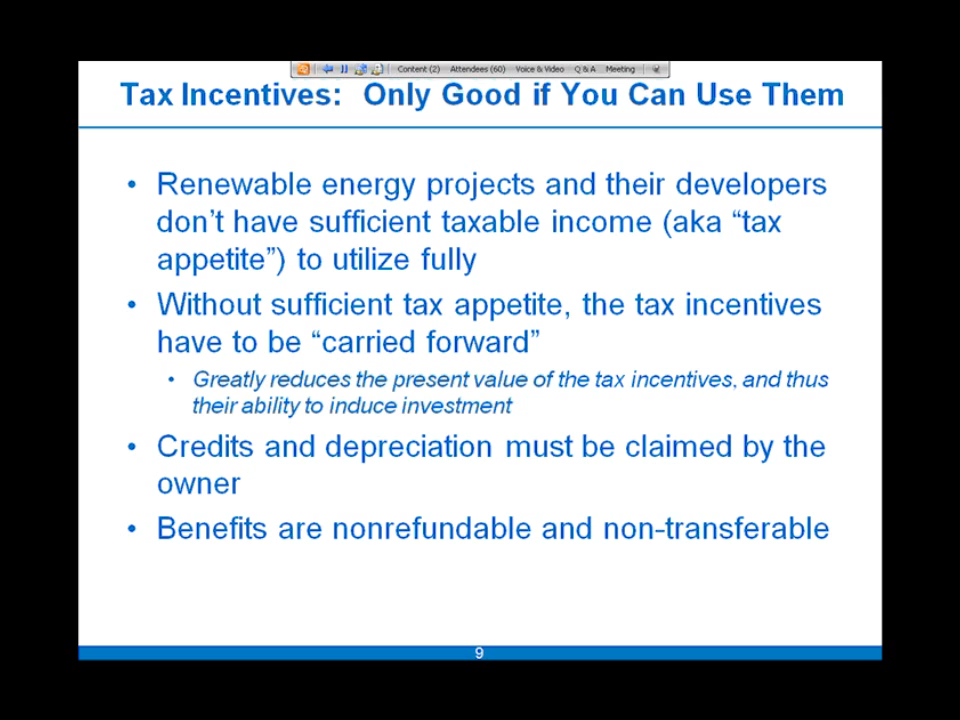 Content (2) Attendees (60) Voice & Video Q & A Meeting
Tax Incentives: Only Good if You Can Use Them
• Renewable energy projects and their developers
don't have sufficient taxable income (aka “tax
appetite”) to utilize fully
• Without sufficient tax appetite, the tax incentives
have to be “carried forward”
• Greatly reduces the present value of the tax incentives, and thus
their ability to induce investment
• Credits and depreciation must be claimed by the
owner
• Benefits are nonrefundable and non-transferable
9